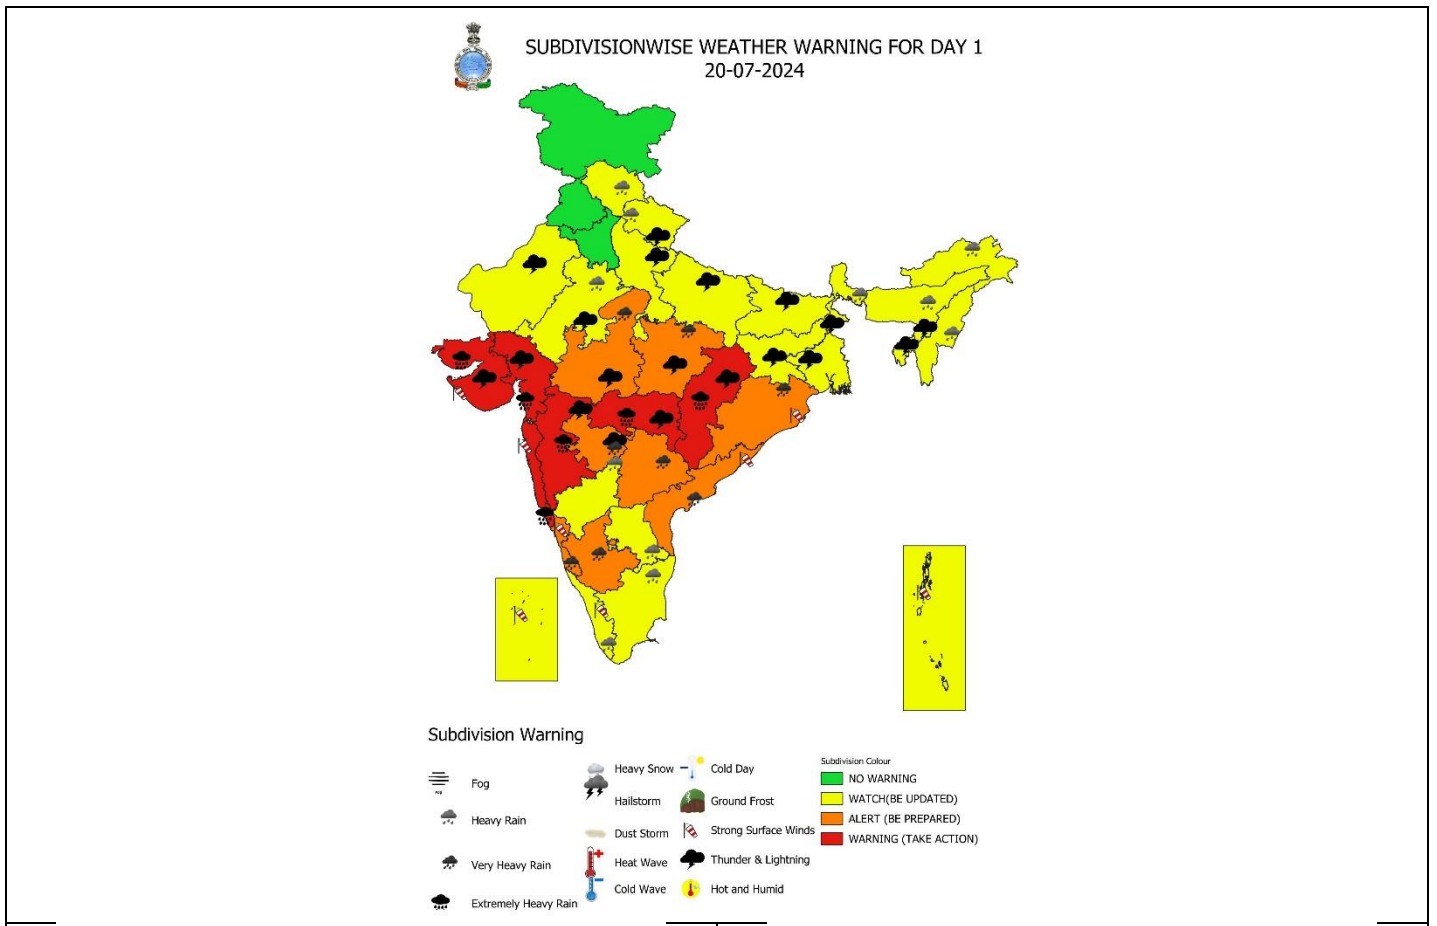 SUBDIVISIONWISE WEATHER WARNING FOR DAY 1
20-07-2024
Subdivision Warning
Fog
Heavy Rain
Very Heavy Rain
Extremely Heavy Rain
Heavy Snow
Hailstorm
Dust Storm
Heat Wave
Cold Wave
Cold Day
Ground Frost
Strong Surface Winds
Thunder & Lightning
Hot and Humid
Subdivision Colour
NO WARNING
WATCH(BE UPDATED)
ALERT (BE PREPARED)
WARNING (TAKE ACTION)